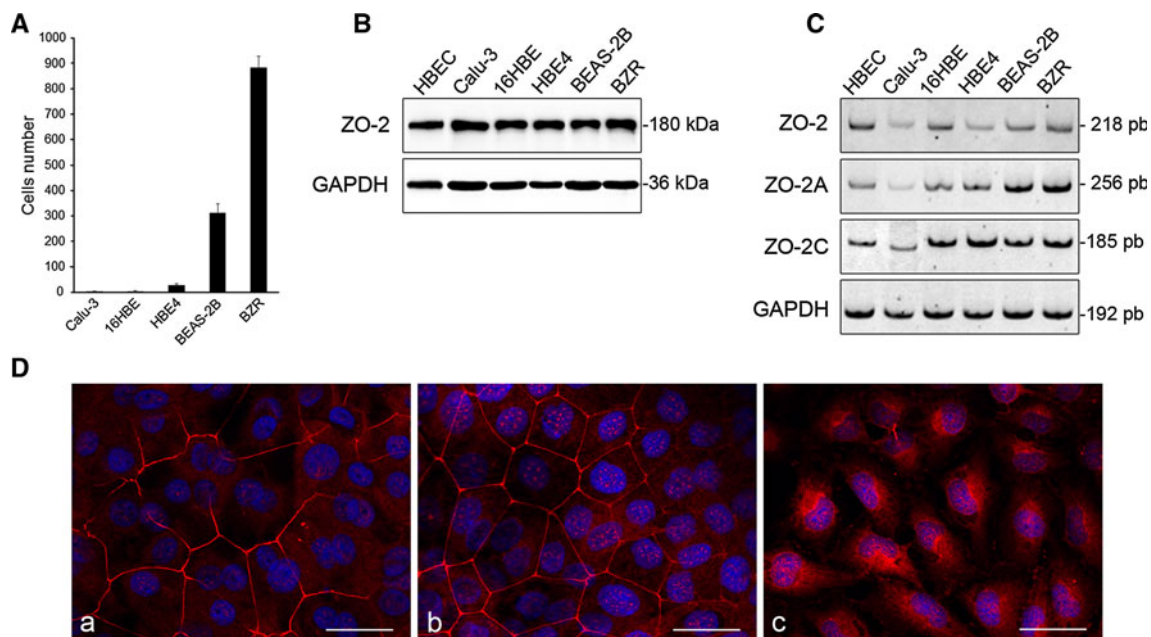 A
1000
900
800
700
600
500
400
300
200
100
0
Cells number
Calu-3
16HBE
HBE4
BEAS-2B
BZR
B
HBEC
Calu-3
16HBE
HBE4
BEAS-2B
BZR
ZO-2
-180 kDa
GAPDH
-36 kDa
C
HBEC
Calu-3
16HBE
HBE4
BEAS-2B
BZR
ZO-2
-218 pb
ZO-2A
-256 pb
ZO-2C
-185 pb
GAPDH
-192 pb
D
a
b
c